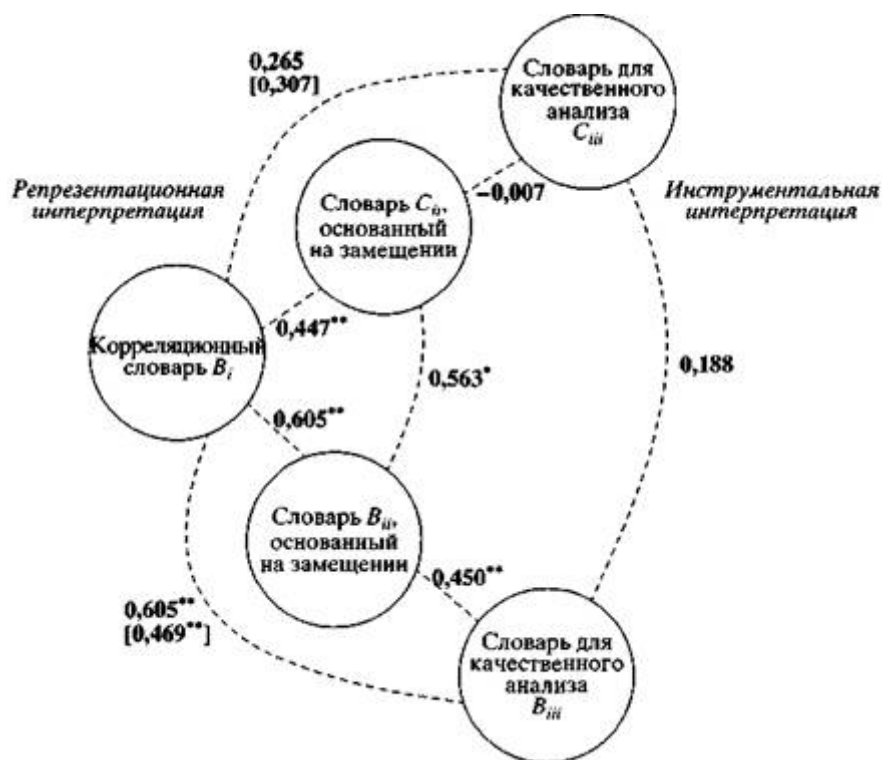 0,265
[0,307]
Словарь для
качественного
анализа
C_iii
Репрезентационная
интерпретация
Словарь C_ii,
основанный
на замещении
−0,007
Инструментальная
интерпретация
Корреляционный
словарь B_i
0,447**
0,563*
0,188
0,605**
Словарь B_ii,
основанный
на замещении
0,450**
0,605**
[0,469**]
Словарь для
качественного
анализа
B_iii